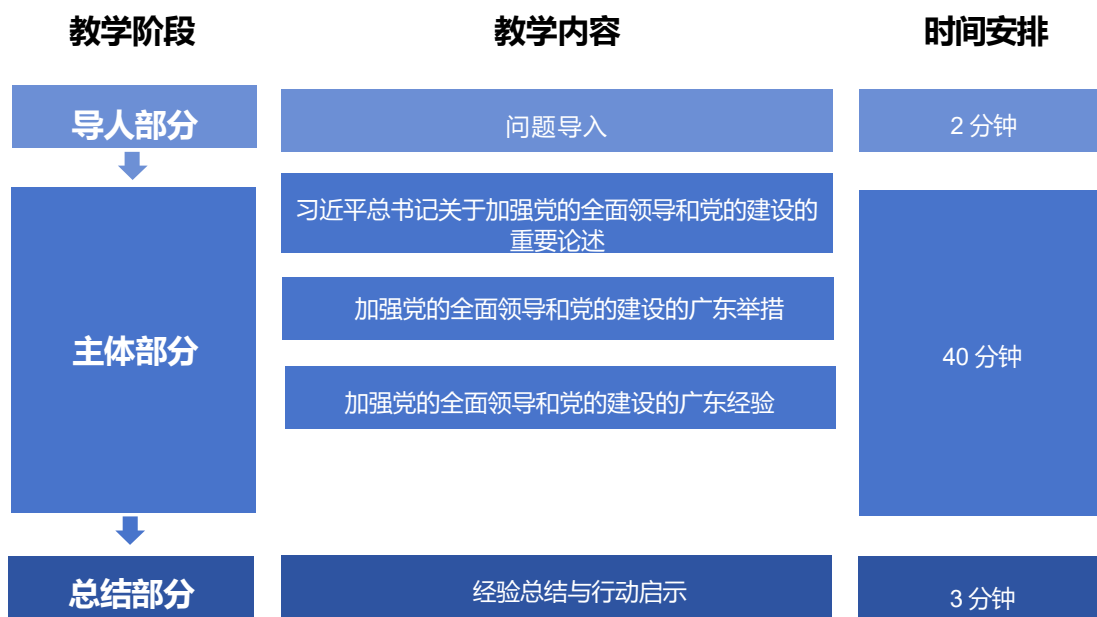 教学阶段 教学内容 时间安排
导人部分 问题导入 2 分钟
习近平总书记关于加强党的全面领导和党的建设的
重要论述
加强党的全面领导和党的建设的广东举措
主体部分 40 分钟
加强党的全面领导和党的建设的广东经验
总结部分 经验总结与行动启示 3 分钟